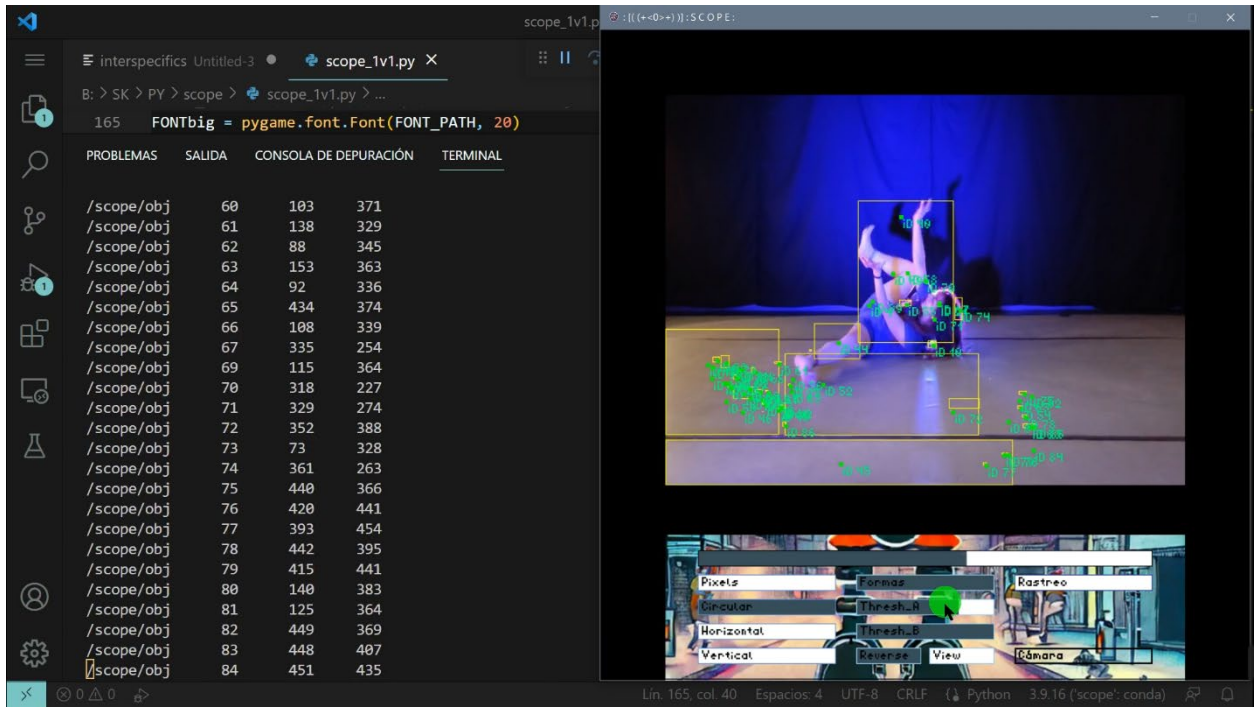 scope_1v1.p
:[((+<0>+))]:SCOPE:
interspecifics Untitled-3
scope_1v1.py
B: > SK > PY > scope > scope_1v1.py > ...
165 FONTbig = pygame.font.Font(FONT_PATH, 20)
PROBLEMAS SALIDA CONSOLA DE DEPURACIÓN TERMINAL
/scope/obj 60 103 371
/scope/obj 61 138 329
/scope/obj 62 88 345
/scope/obj 63 153 363
/scope/obj 64 92 336
/scope/obj 65 434 374
/scope/obj 66 108 339
/scope/obj 67 335 254
/scope/obj 69 115 364
/scope/obj 70 318 227
/scope/obj 71 329 274
/scope/obj 72 352 388
/scope/obj 73 73 328
/scope/obj 74 361 263
/scope/obj 75 440 366
/scope/obj 76 420 441
/scope/obj 77 393 454
/scope/obj 78 442 395
/scope/obj 79 415 441
/scope/obj 80 140 383
/scope/obj 81 125 364
/scope/obj 82 449 369
/scope/obj 83 448 407
/scope/obj 84 451 435
1
1
iD 74
Pixels Formas Rastreo
Circular Thresh_A
Horizontal Thresh_B
Vertical Reverse View Cámara
0 0 0
Lín. 165, col. 40 Espacios: 4 UTF-8 CRLF Python 3.9.16 ('scope': conda)